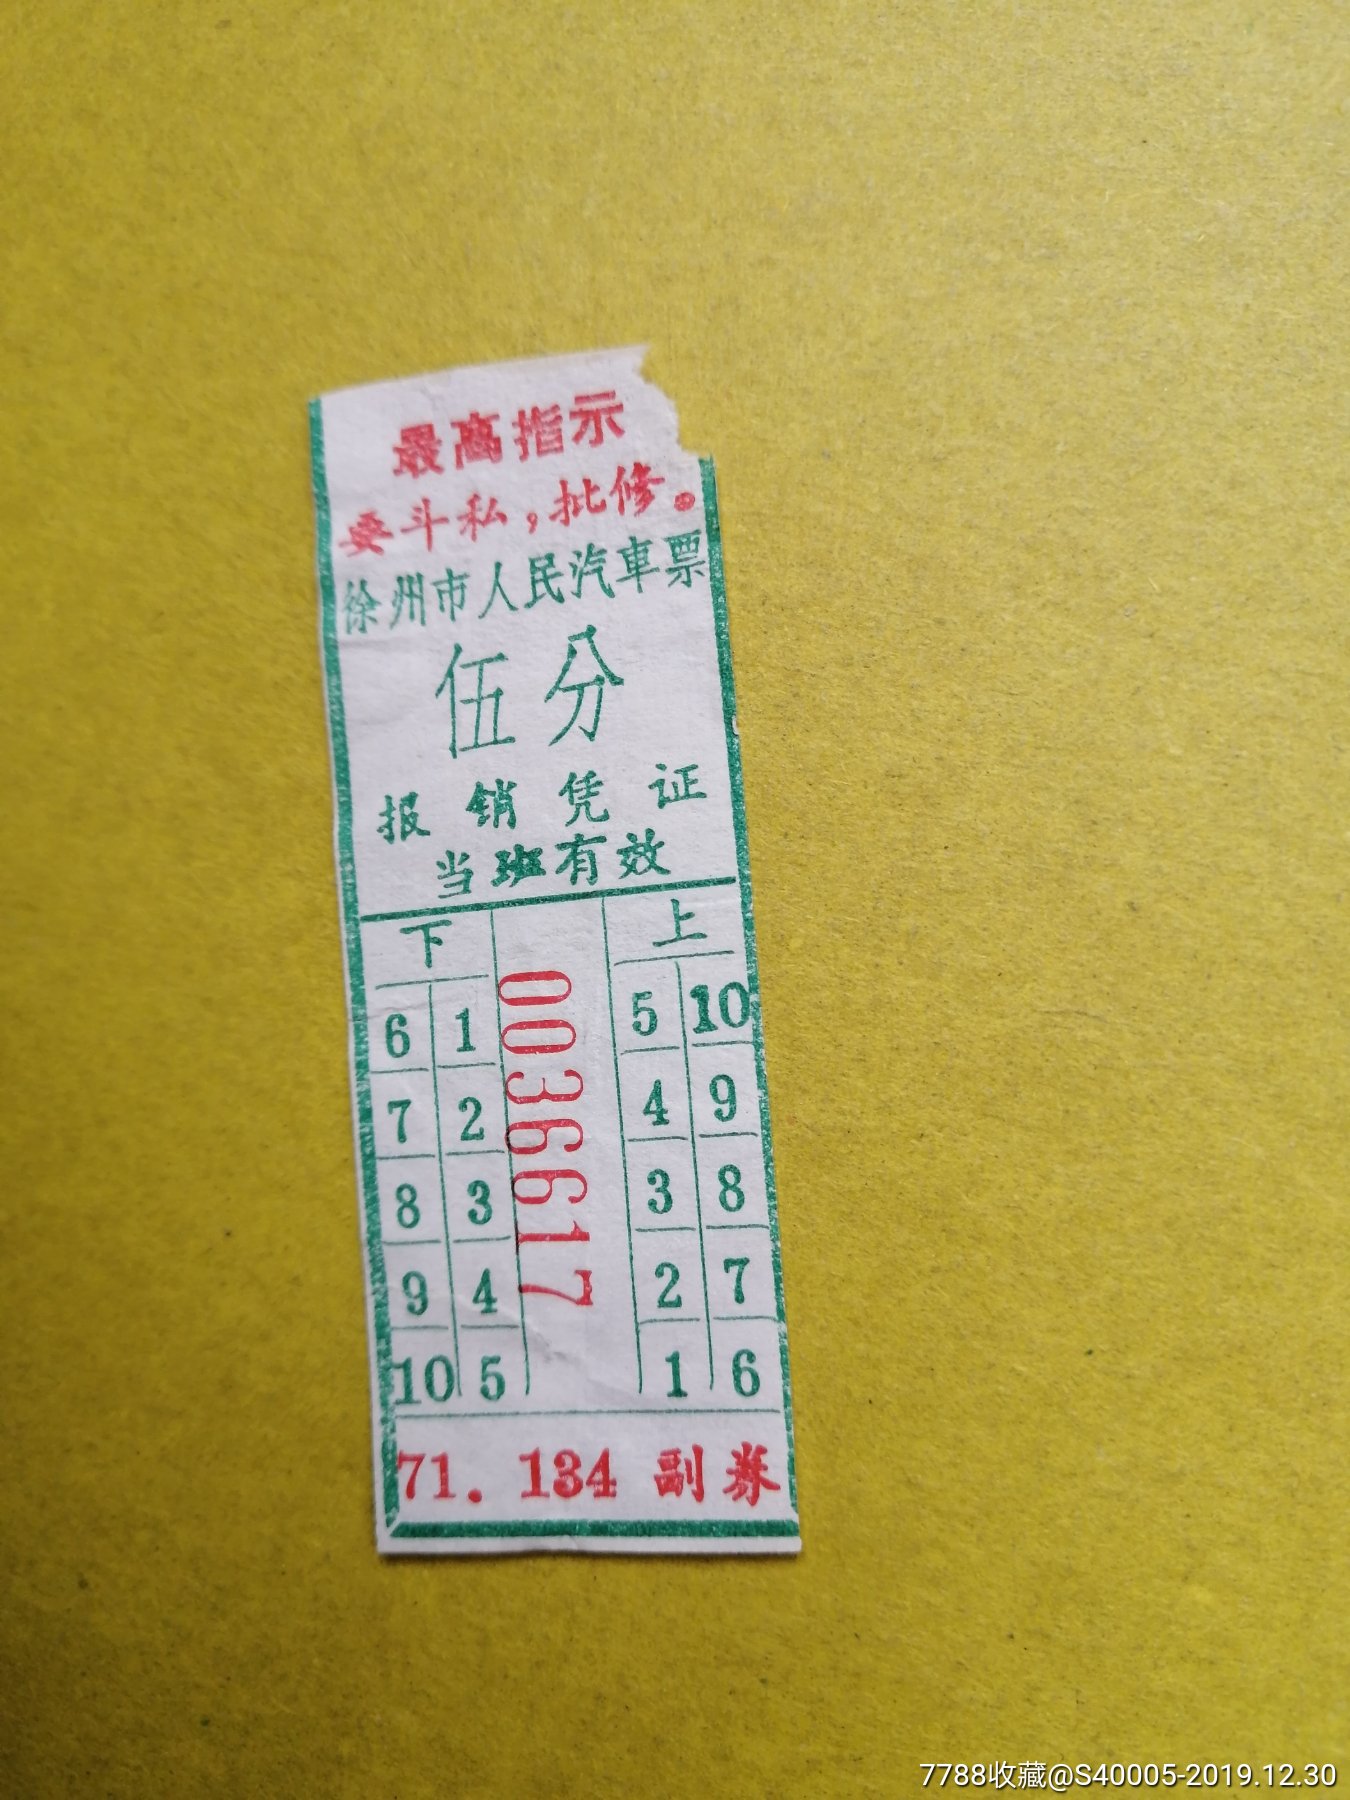 最高指示
要斗私，批修。
徐州市人民汽車票
伍分
报销凭证
当班有效
下 上
6 1 5 10
7 2 4 9
8 3 3 8
9 4 2 7
10 5 1 6
0036617
71. 134 副券
7788收藏@S40005-2019.12.30